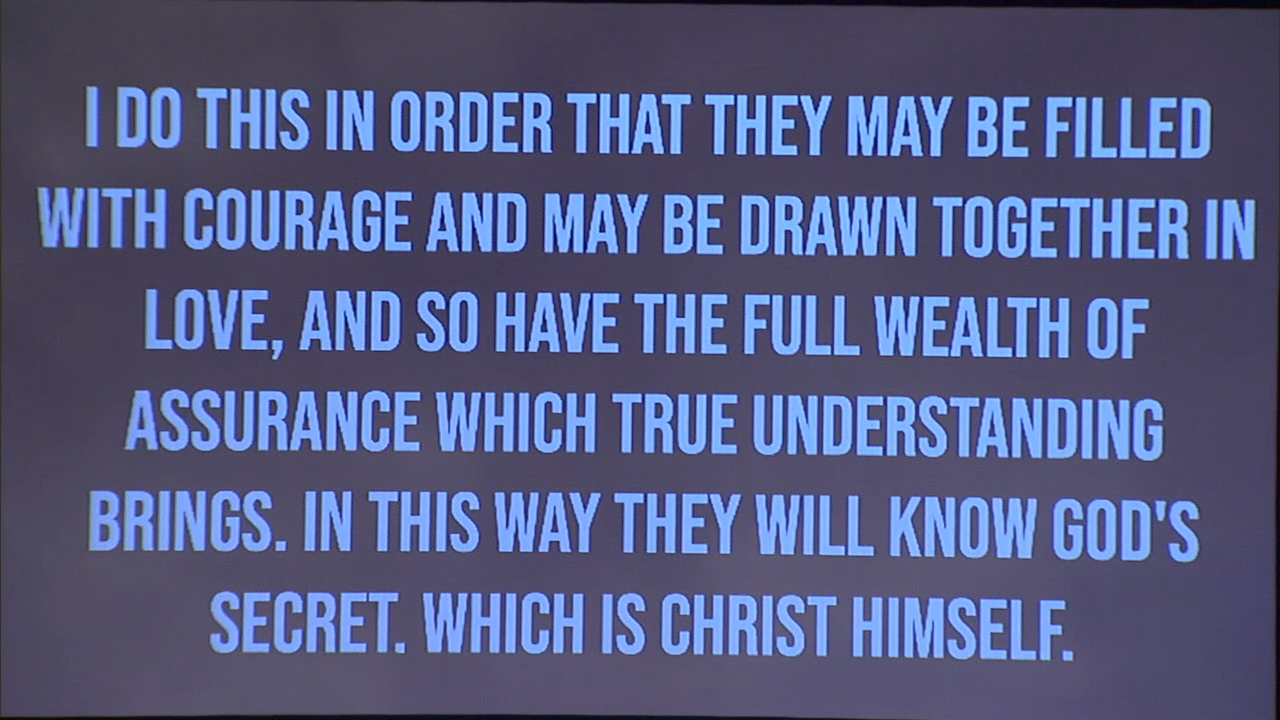 I DO THIS IN ORDER THAT THEY MAY BE FILLED
WITH COURAGE AND MAY BE DRAWN TOGETHER IN
LOVE, AND SO HAVE THE FULL WEALTH OF
ASSURANCE WHICH TRUE UNDERSTANDING
BRINGS. IN THIS WAY THEY WILL KNOW GOD'S
SECRET. WHICH IS CHRIST HIMSELF.